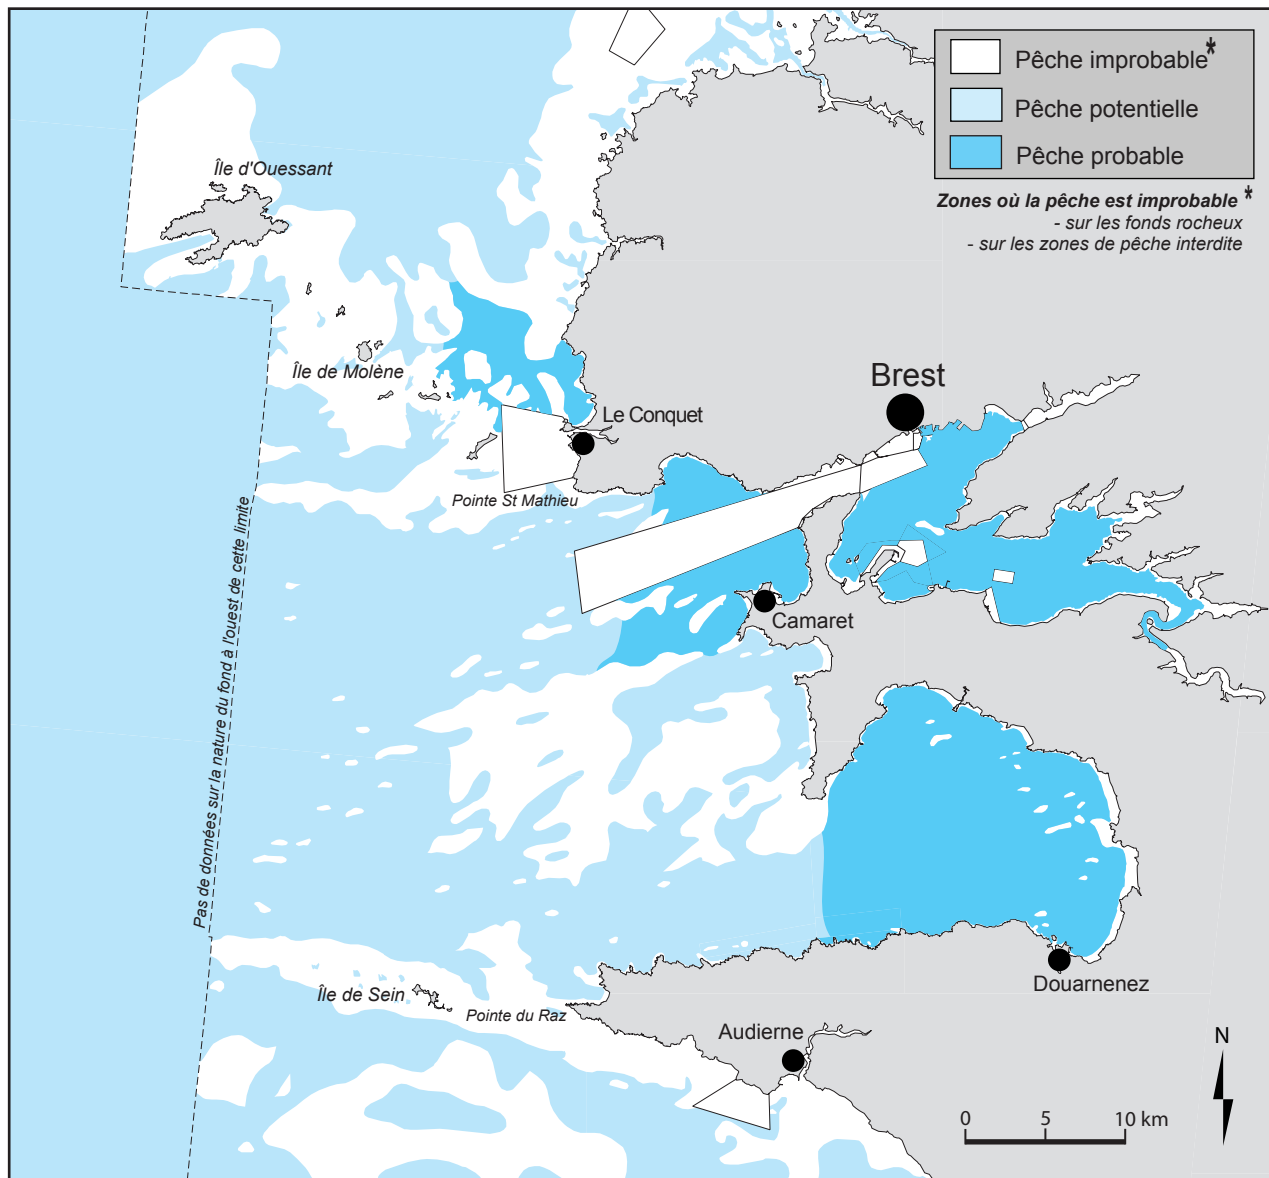 Pêche improbable*
Pêche potentielle
Pêche probable
Zones où la pêche est improbable *
- sur les fonds rocheux
- sur les zones de pêche interdite
Île d'Ouessant
Île de Molène
Brest
Le Conquet
Pointe St Mathieu
Camaret
Pas de données sur la nature du fond à l'ouest de cette limite
Île de Sein
Pointe du Raz
Douarnenez
Audierne
N
0 5 10 km